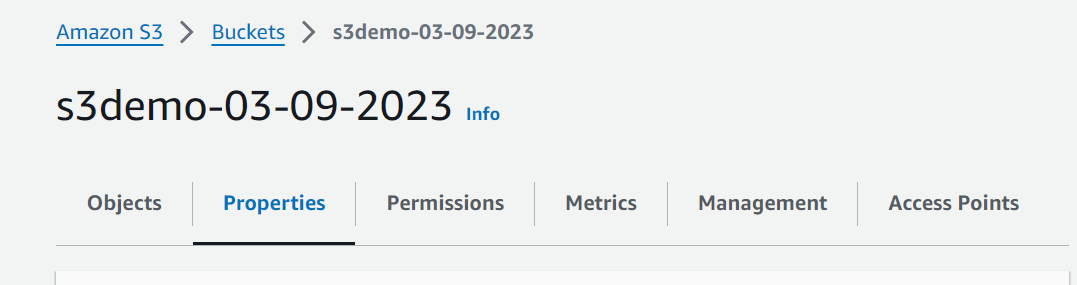 Amazon S3 > Buckets > s3demo-03-09-2023
s3demo-03-09-2023 Info
Objects Properties Permissions Metrics Management Access Points